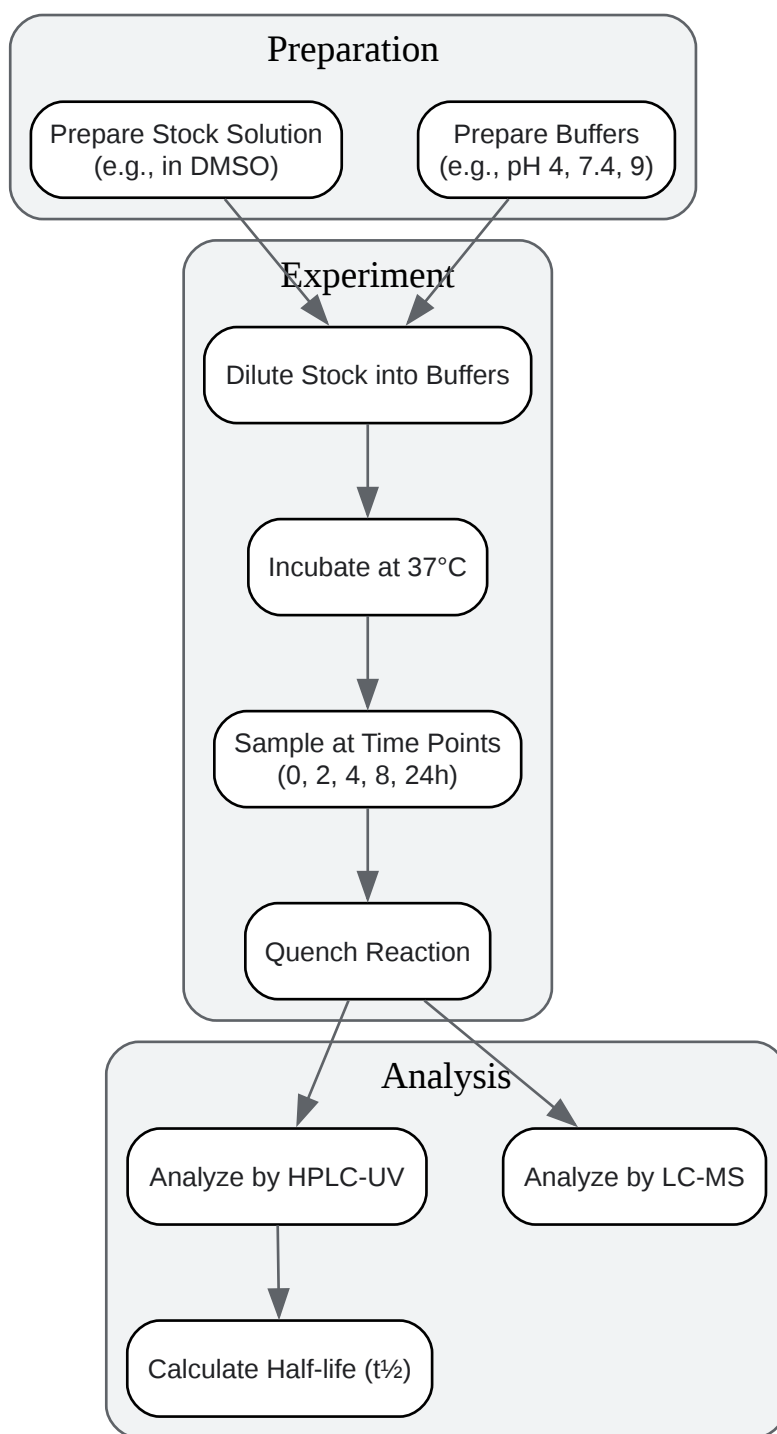 Preparation
Prepare Stock Solution
(e.g., in DMSO)
Prepare Buffers
(e.g., pH 4, 7.4, 9)
Experiment
Dilute Stock into Buffers
Incubate at 37°C
Sample at Time Points
(0, 2, 4, 8, 24h)
Quench Reaction
Analysis
Analyze by HPLC-UV
Analyze by LC-MS
Calculate Half-life (t½)